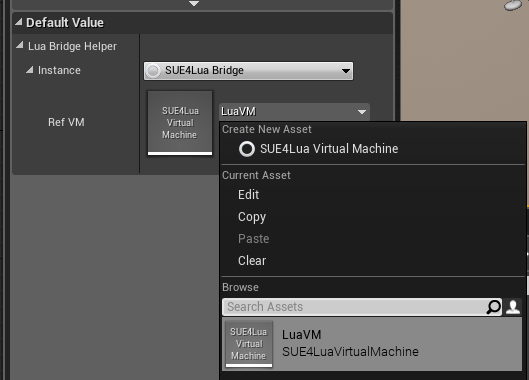 Default Value
Lua Bridge Helper
Instance
SUE4Lua Bridge
Ref VM
SUE4Lua
Virtual
Machine
LuaVM
Create New Asset
SUE4Lua Virtual Machine
Current Asset
Edit
Copy
Paste
Clear
Browse
Search Assets
SUE4Lua
Virtual
Machine
LuaVM
SUE4LuaVirtualMachine